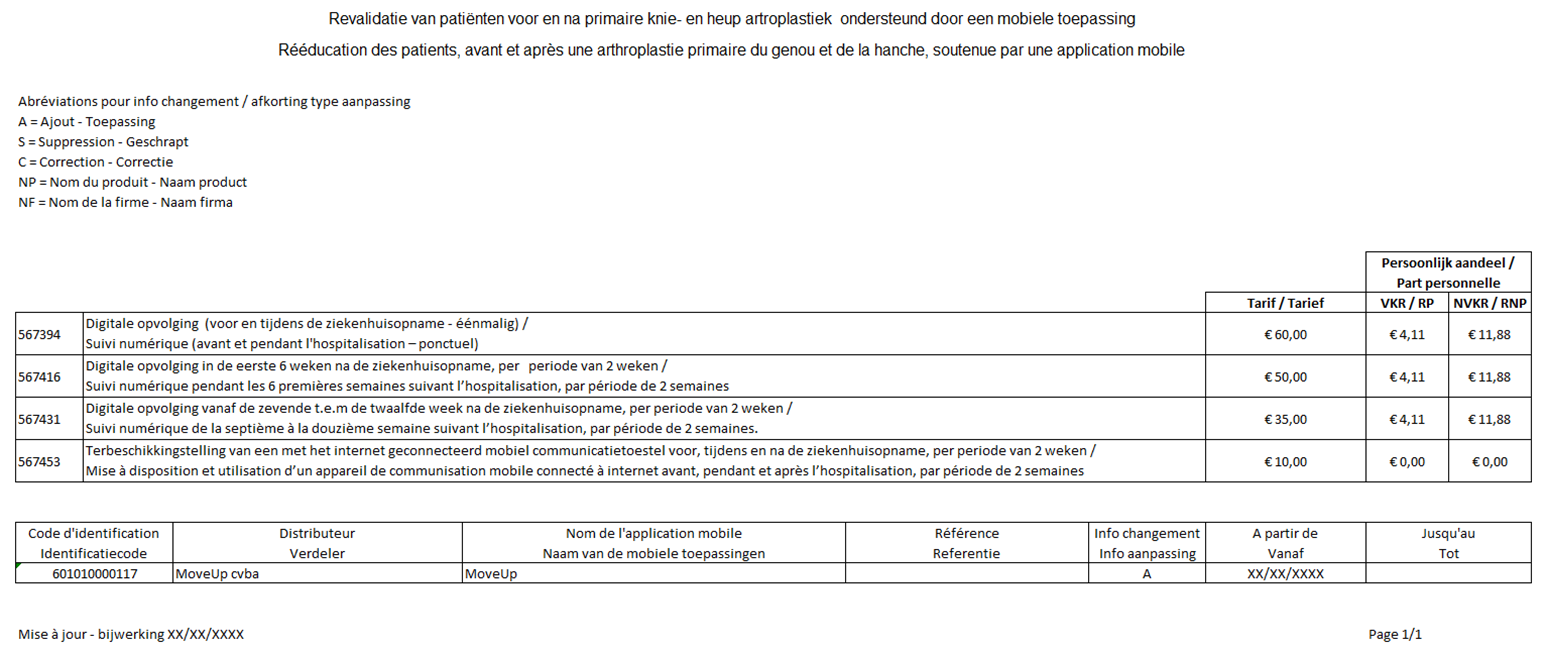 Revalidatie van patiënten voor en na primaire knie- en heup artroplastiek ondersteund door een mobiele toepassing
Rééducation des patients, avant et après une arthroplastie primaire du genou et de la hanche, soutenue par une application mobile
Abréviations pour info changement / afkorting type aanpassing
A = Ajout - Toepassing
S = Suppression - Geschrapt
C = Correction - Correctie
NP = Nom du produit - Naam product
NF = Nom de la firme - Naam firma
Persoonlijk aandeel /
Part personnelle
Tarif / Tarief VKR / RP NVKR / RNP
567394 Digitale opvolging (voor en tijdens de ziekenhuisopname - éénmalig) / € 60,00 € 4,11 € 11,88
Suivi numérique (avant et pendant l'hospitalisation – ponctuel)
567416 Digitale opvolging in de eerste 6 weken na de ziekenhuisopname, per periode van 2 weken / € 50,00 € 4,11 € 11,88
Suivi numérique pendant les 6 premières semaines suivant l’hospitalisation, par période de 2 semaines
567431 Digitale opvolging vanaf de zevende t.e.m de twaalfde week na de ziekenhuisopname, per periode van 2 weken / € 35,00 € 4,11 € 11,88
Suivi numérique de la septième à la douzième semaine suivant l’hospitalisation, par période de 2 semaines.
567453 Terbeschikkingstelling van een met het internet geconnecteerd mobiel communicatietoestel voor, tijdens en na de ziekenhuisopname, per periode van 2 weken / € 10,00 € 0,00 € 0,00
Mise à disposition et utilisation d’un appareil de communisation mobile connecté à internet avant, pendant et après l’hospitalisation, par période de 2 semaines
Code d'identification Distributeur Nom de l'application mobile Référence Info changement A partir de Jusqu'au
Identificatiecode Verdeler Naam van de mobiele toepassingen Referentie Info aanpassing Vanaf Tot
601010000117 MoveUp cvba MoveUp A XX/XX/XXXX
Mise à jour - bijwerking XX/XX/XXXX Page 1/1